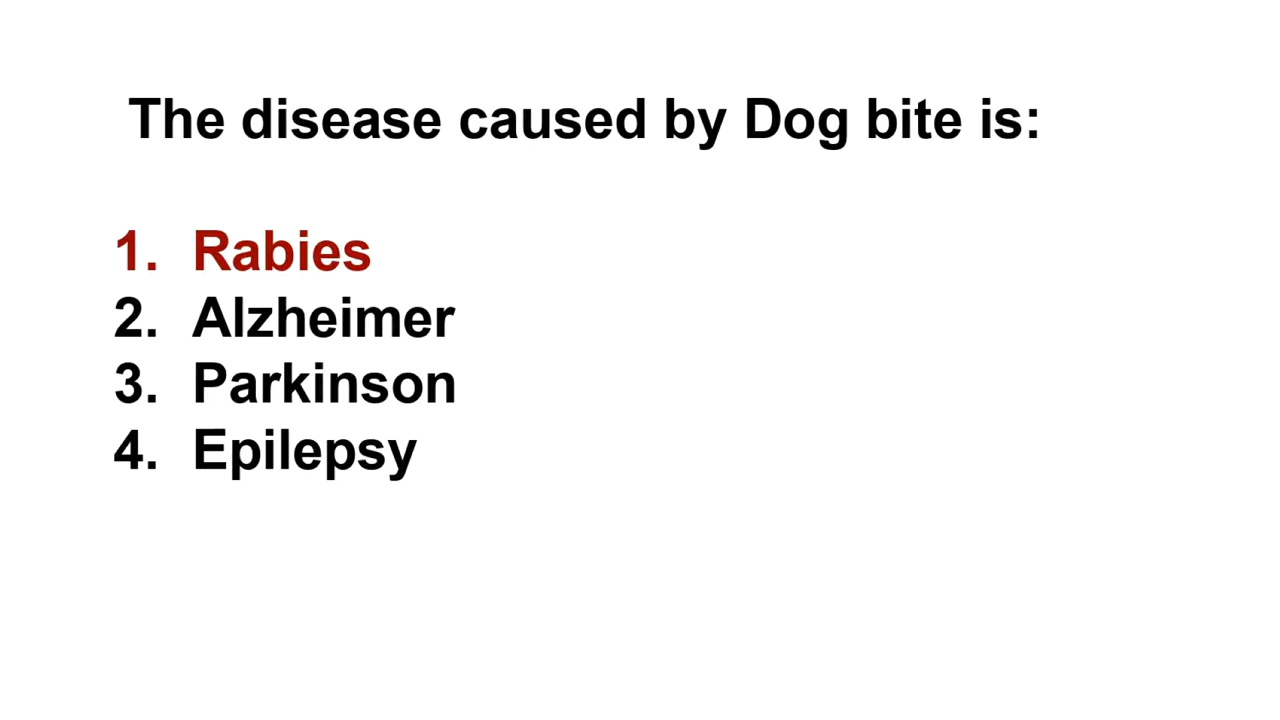 The disease caused by Dog bite is:
1. Rabies
2. Alzheimer
3. Parkinson
4. Epilepsy